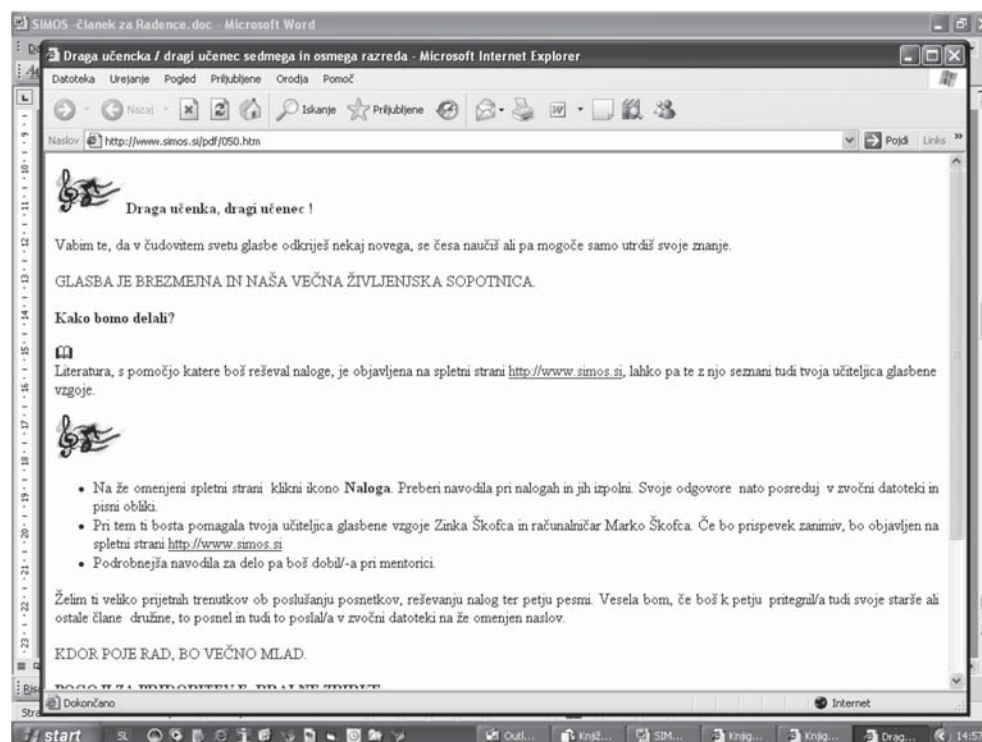 SIMOS -članek za Radence.doc - Microsoft Word
Draga učencka / dragi učenec sedmega in osmega razreda - Microsoft Internet Explorer
Datoteka Urejanje Pogled Priljubljene Orodja Pomoč
Nazaj Iskanje Priljubljene
Naslov http://www.simos.si/pdf/050.htm Pojdi Links »
Draga učenka, dragi učenec !
Vabim te, da v čudovitem svetu glasbe odkriješ nekaj novega, se česa naučiš ali pa mogoče samo utrdiš svoje znanje.
GLASBA JE BREZMEJNA IN NAŠA VEČNA ŽIVLJENJSKA SOPOTNICA.
Kako bomo delali?
Literatura, s pomočjo katere boš reševal naloge, je objavljena na spletni strani http://www.simos.si, lahko pa te z njo seznani tudi tvoja učiteljica glasbene
vzgoje.
• Na že omenjeni spletni strani klikni ikono Naloga. Preberi navodila pri nalogah in jih izpolni. Svoje odgovore nato posreduj v zvočni datoteki in
pisni obliki.
• Pri tem ti bosta pomagala tvoja učiteljica glasbene vzgoje Zinka Škofca in računalničar Marko Škofca. Če bo prispevek zanimiv, bo objavljen na
spletni strani http://www.simos.si
• Podrobnejša navodila za delo pa boš dobil/-a pri mentorici.
Želim ti veliko prijetnih trenutkov ob poslušanju posnetkov, reševanju nalog ter petju pesmi. Vesela bom, če boš k petju pritegnil/a tudi svoje starše ali
ostale člane družine, to posnel in tudi to poslal/a v zvočni datoteki na že omenjen naslov.
KDOR POJE RAD, BO VEČNO MLAD.
Dokončano Internet
start SL Outl... Knjiž... SIM... Knjig... Knjig... Drag... 14:57